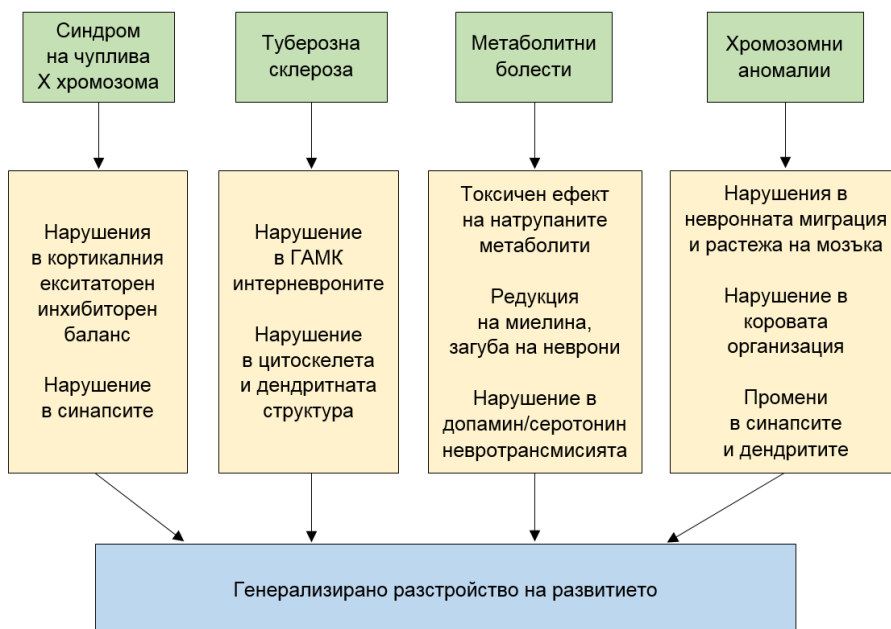 Синдром
на чуплива
Х хромозома
Туберозна
склероза
Метаболитни
болести
Хромозомни
аномалии
Нарушения
в кортикалния
екситаторен
инхибиторен
баланс
Нарушение
в синапсите
Нарушение
в ГАМК
интерневроните
Нарушение
в цитоскелета
и дендритната
структура
Токсичен ефект
на натрупаните
метаболити
Редукция
на миелина,
загуба на неврони
Нарушение в
допамин/серотонин
невротрансмисията
Нарушения в
невронната миграция
и растежа на мозъка
Нарушение в
коровата
организация
Промени
в синапсите
и дендритите
Генерализирано разстройство на развитието